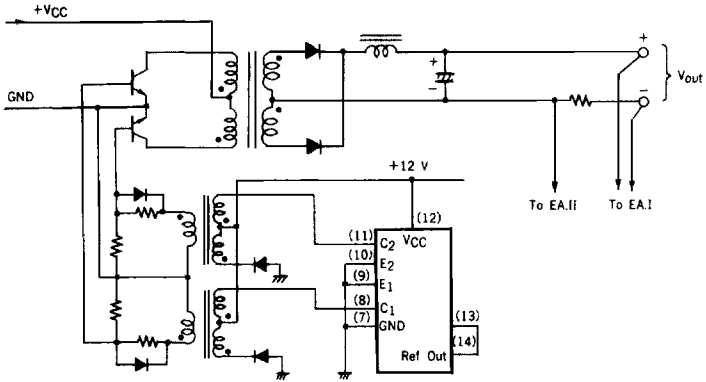 +VCC
GND
+
−
Vout
+
−
To EA.II
To EA.I
+12 V
(12)
VCC
(11)
C2
(10)
E2
(9)
E1
(8)
C1
(7)
GND
(13)
(14)
Ref Out